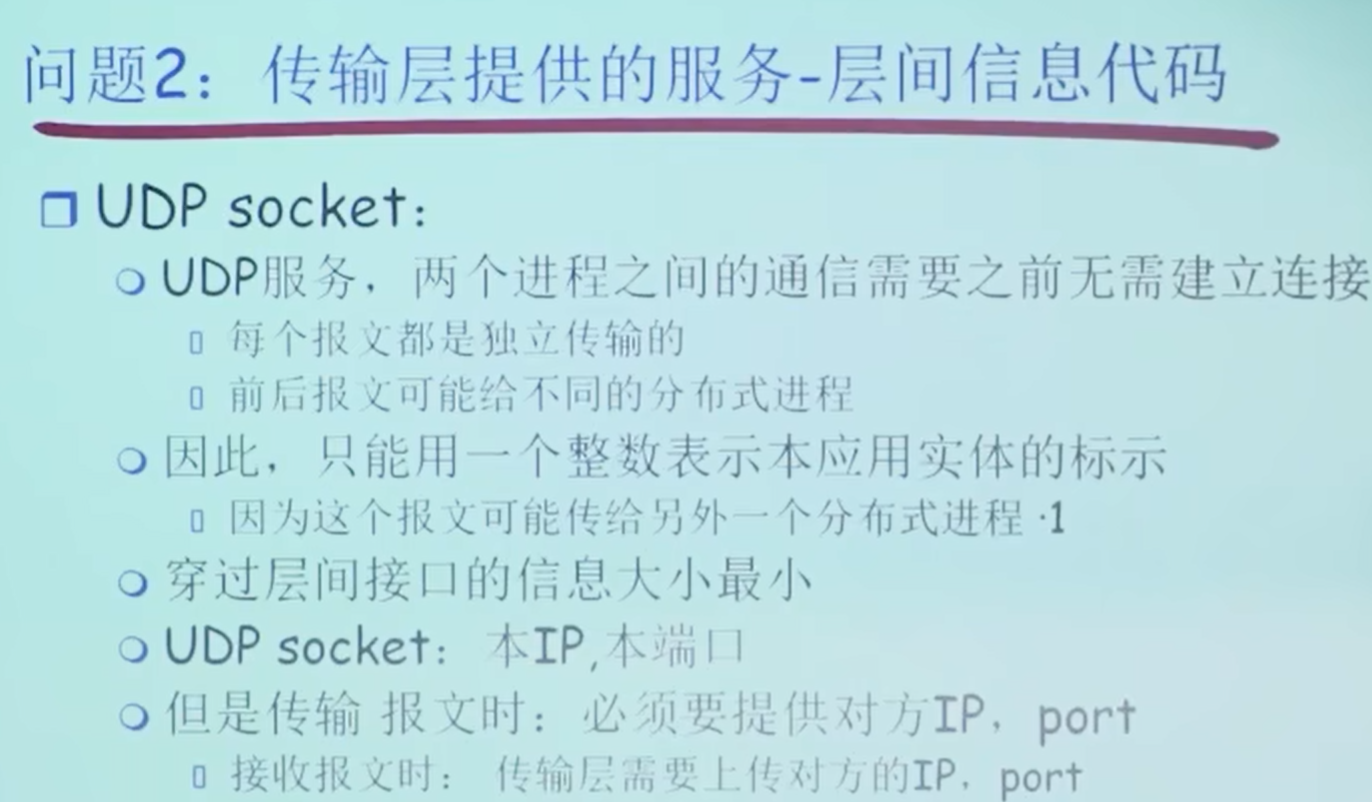 问题2：传输层提供的服务-层间信息代码
UDP socket：
UDP服务，两个进程之间的通信需要之前无需建立连接
每个报文都是独立传输的
前后报文可能给不同的分布式进程
因此，只能用一个整数表示本应用实体的标示
因为这个报文可能传给另外一个分布式进程
穿过层间接口的信息大小最小
UDP socket：本IP,本端口
但是传输 报文时：必须要提供对方IP，port
接收报文时： 传输层需要上传对方的IP，port